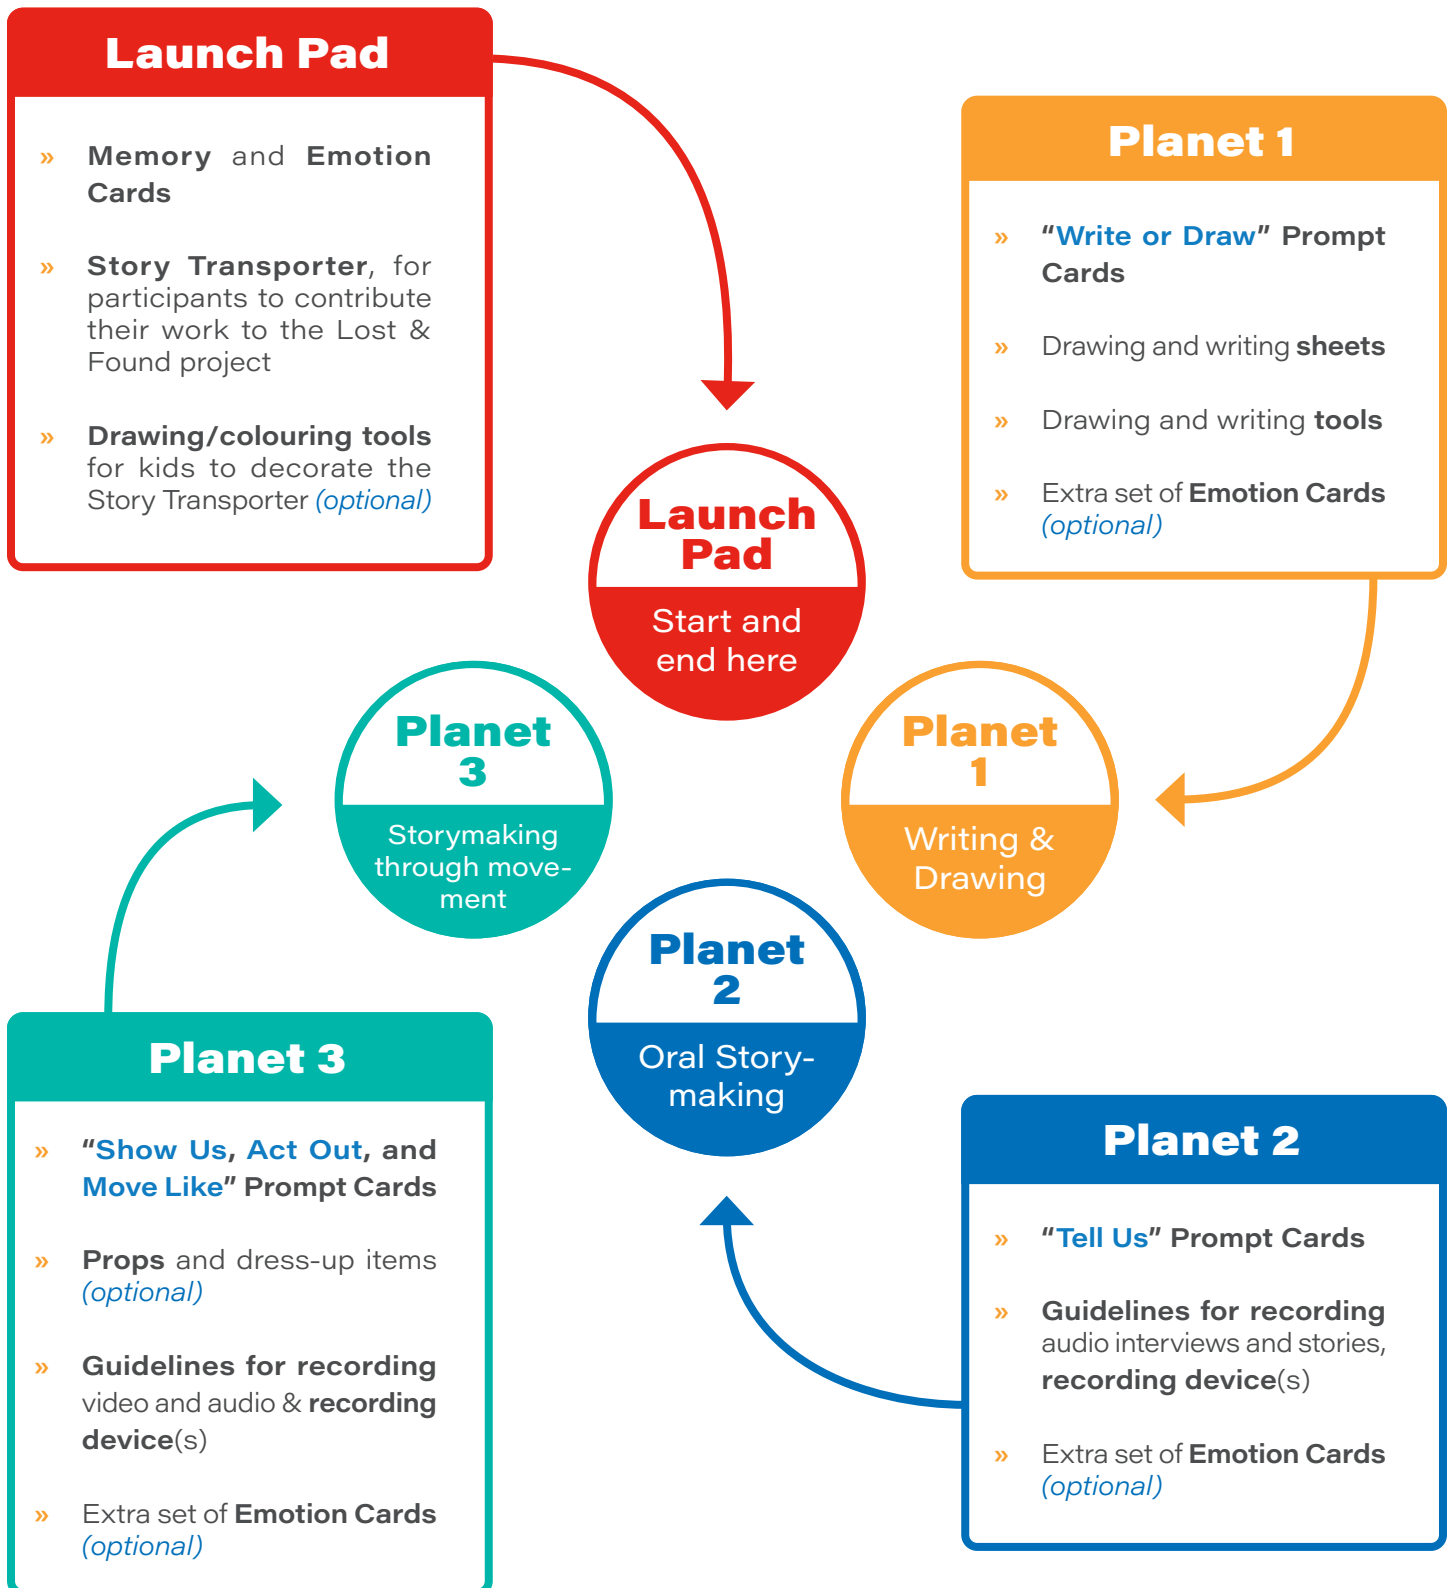 Launch Pad
» Memory and Emotion
Cards
» Story Transporter, for
participants to contribute
their work to the Lost &
Found project
» Drawing/colouring tools
for kids to decorate the
Story Transporter (optional)
Planet 1
» “Write or Draw” Prompt
Cards
» Drawing and writing sheets
» Drawing and writing tools
» Extra set of Emotion Cards
(optional)
Launch
Pad
Start and
end here
Planet
3
Storymaking
through move-
ment
Planet
1
Writing &
Drawing
Planet
2
Oral Story-
making
Planet 3
» “Show Us, Act Out, and
Move Like” Prompt Cards
» Props and dress-up items
(optional)
» Guidelines for recording
video and audio & recording
device(s)
» Extra set of Emotion Cards
(optional)
Planet 2
» “Tell Us” Prompt Cards
» Guidelines for recording
audio interviews and stories,
recording device(s)
» Extra set of Emotion Cards
(optional)